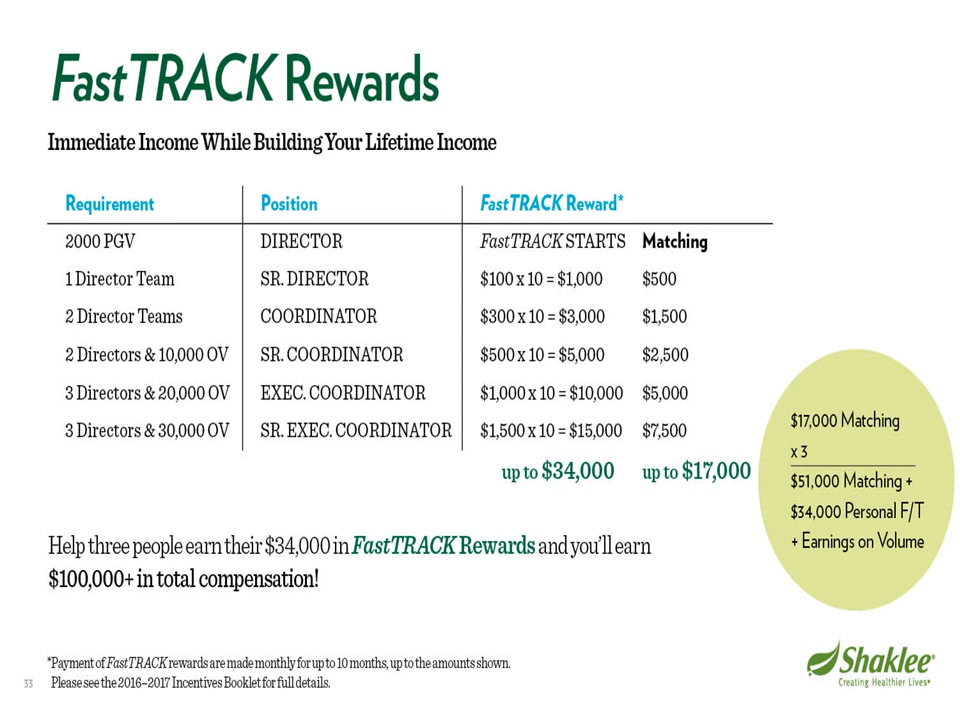 FastTRACK Rewards
Immediate Income While Building Your Lifetime Income
Requirement Position FastTRACK Reward*
2000 PGV DIRECTOR FastTRACK STARTS Matching
1 Director Team SR. DIRECTOR $100 x 10 = $1,000 $500
2 Director Teams COORDINATOR $300 x 10 = $3,000 $1,500
2 Directors & 10,000 OV SR. COORDINATOR $500 x 10 = $5,000 $2,500
3 Directors & 20,000 OV EXEC. COORDINATOR $1,000 x 10 = $10,000 $5,000
3 Directors & 30,000 OV SR. EXEC. COORDINATOR $1,500 x 10 = $15,000 $7,500
up to $34,000 up to $17,000
$17,000 Matching
x 3
$51,000 Matching +
$34,000 Personal F/T
+ Earnings on Volume
Help three people earn their $34,000 in FastTRACK Rewards and you'll earn
$100,000+ in total compensation!
*Payment of FastTRACK rewards are made monthly for up to 10 months, up to the amounts shown.
33 Please see the 2016–2017 Incentives Booklet for full details.
Shaklee®
Creating Healthier Lives®